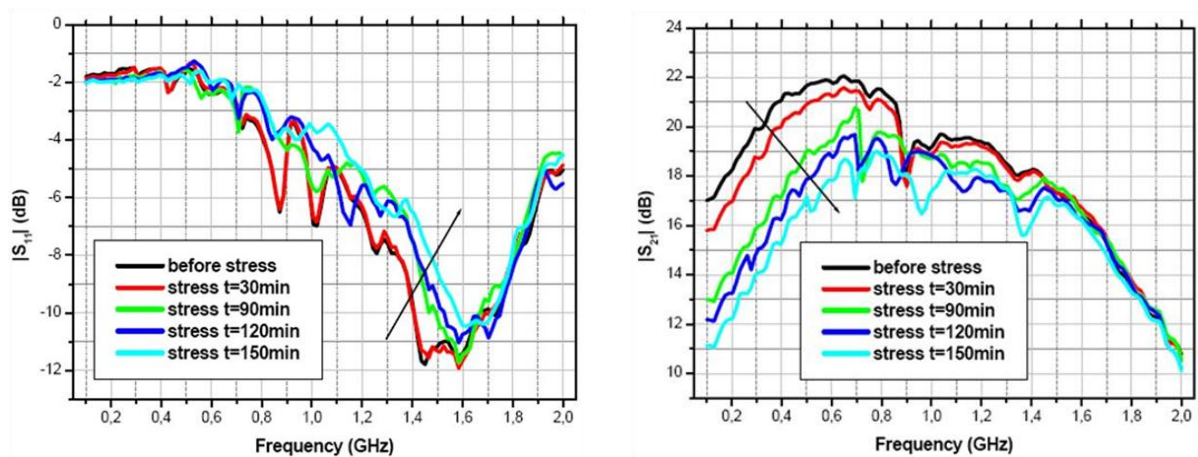 0
-2
-4
-6
-8
-10
-12
|S11| (dB)
before stress
stress t=30min
stress t=90min
stress t=120min
stress t=150min
0,2 0,4 0,6 0,8 1,0 1,2 1,4 1,6 1,8 2,0
Frequency (GHz)
24
22
20
18
16
14
12
10
|S21| (dB)
before stress
stress t=30min
stress t=90min
stress t=120min
stress t=150min
0,2 0,4 0,6 0,8 1,0 1,2 1,4 1,6 1,8 2,0
Frequency (GHz)